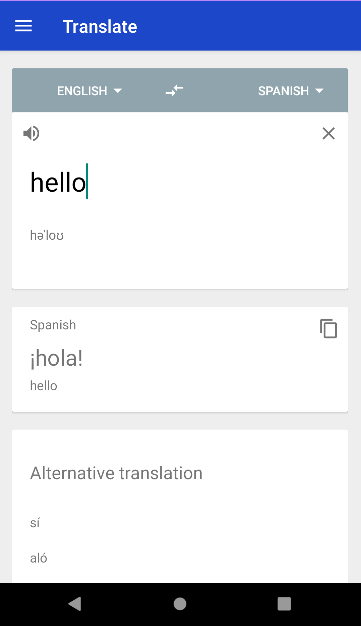 Translate
ENGLISH
SPANISH
hello
həˈloʊ
Spanish
¡hola!
hello
Alternative translation
sí
aló